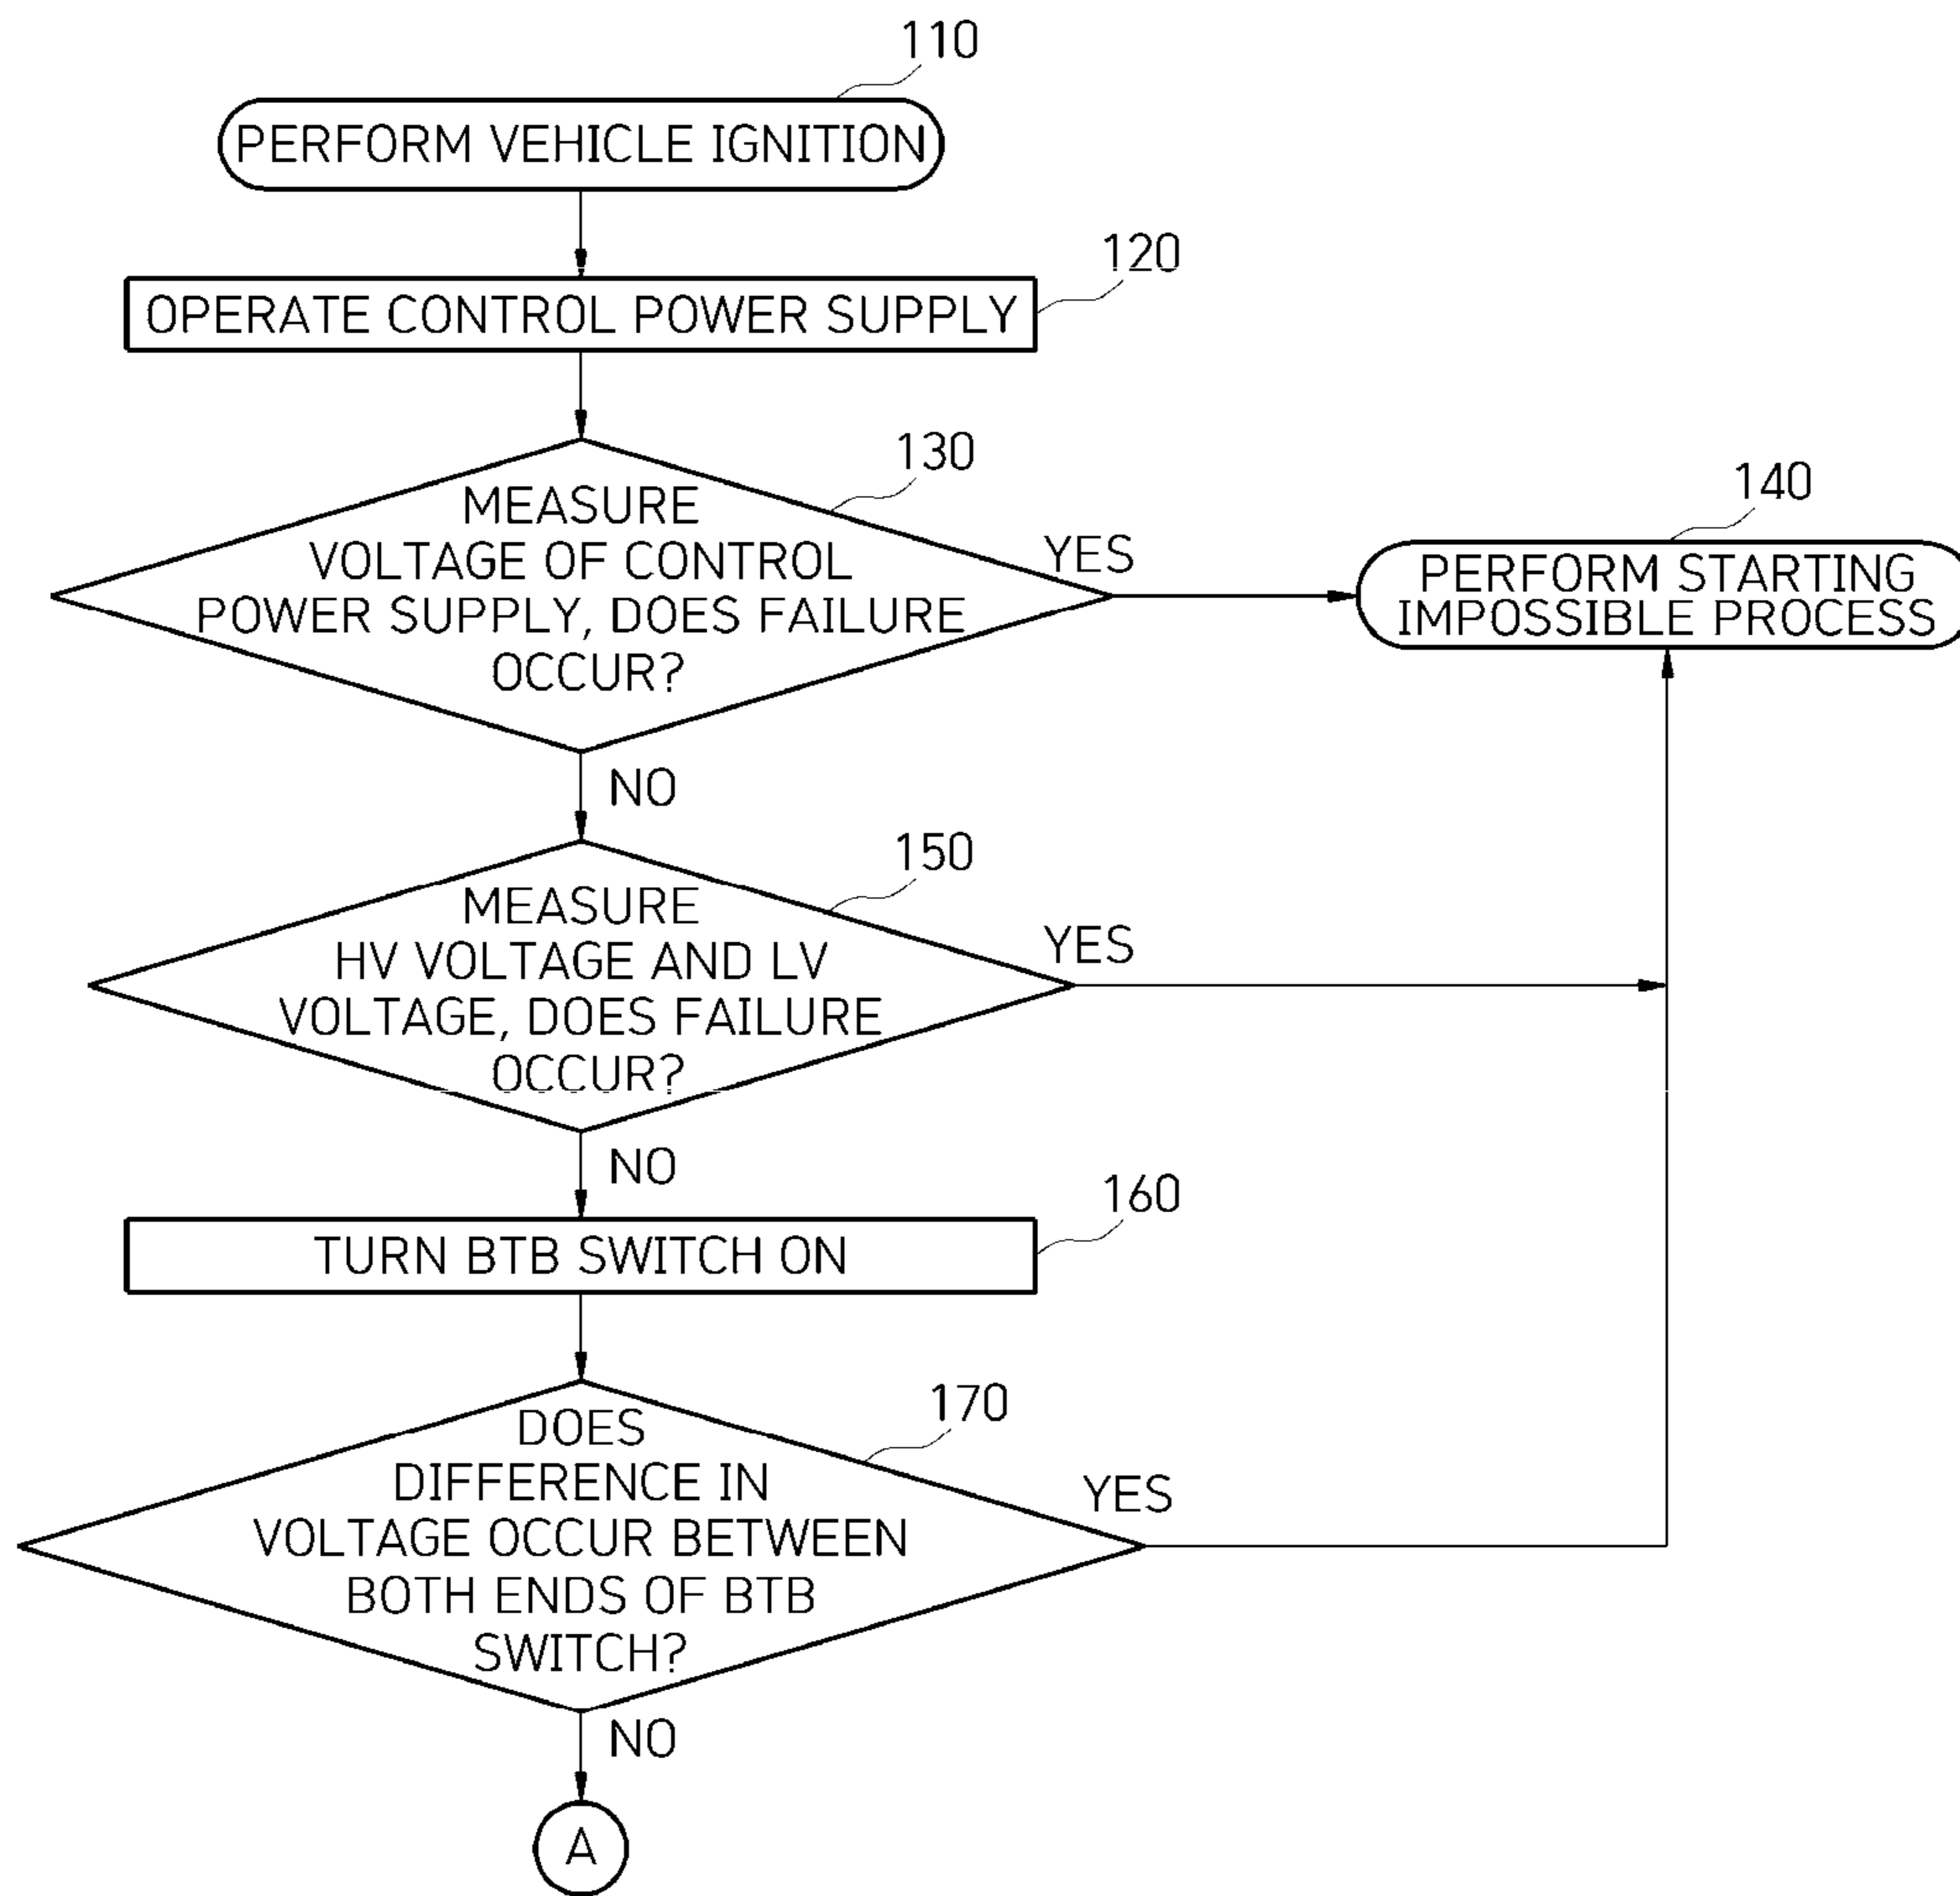 110
PERFORM VEHICLE IGNITION
120
OPERATE CONTROL POWER SUPPLY
130
MEASURE
VOLTAGE OF CONTROL
POWER SUPPLY, DOES FAILURE
OCCUR?
YES
140
PERFORM STARTING
IMPOSSIBLE PROCESS
NO
150
MEASURE
HV VOLTAGE AND LV
VOLTAGE, DOES FAILURE
OCCUR?
YES
NO
160
TURN BTB SWITCH ON
170
DOES
DIFFERENCE IN
VOLTAGE OCCUR BETWEEN
BOTH ENDS OF BTB
SWITCH?
YES
NO
A